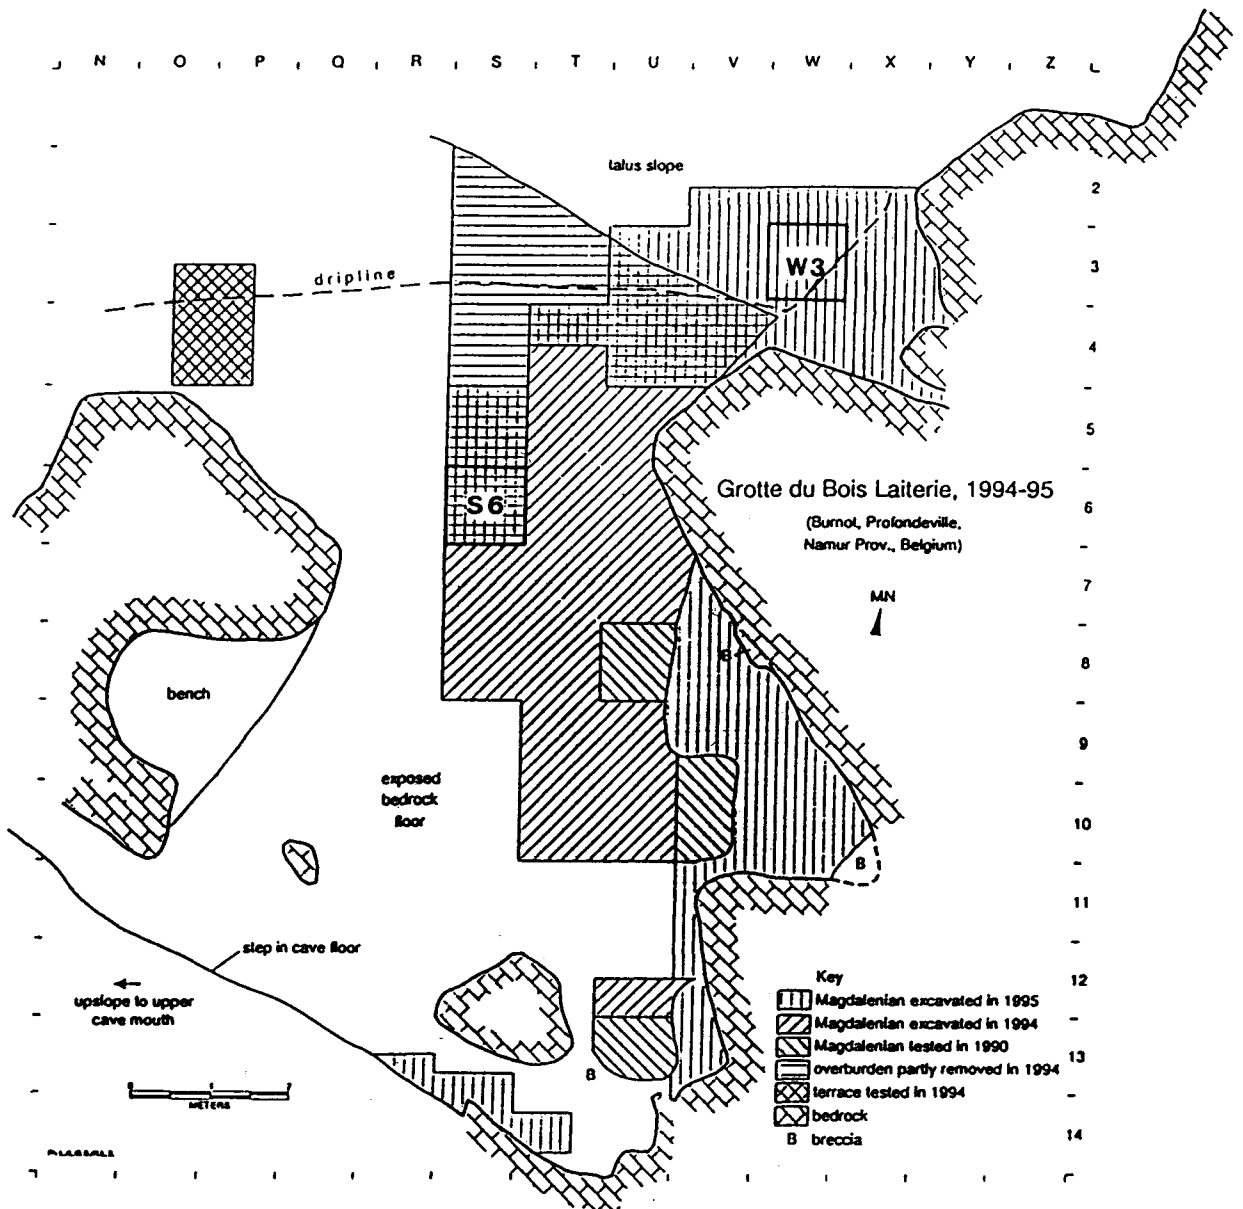 N O P Q R S T U V W X Y Z
talus slope
2
W3
3
dripline
4
5
Grotte du Bois Laiterie, 1994-95
S6
6
(Burnot, Profondeville,
Namur Prov., Belgium)
7
MN
B
8
bench
9
exposed
bedrock
floor
10
B
11
step in cave floor
12
upslope to upper
cave mouth
Key
Magdalenian excavated in 1995
Magdalenian excavated in 1994
Magdalenian tested in 1990
13
B
overburden partly removed in 1994
terrace tested in 1994
0 1 2
METERS
bedrock
B breccia
14